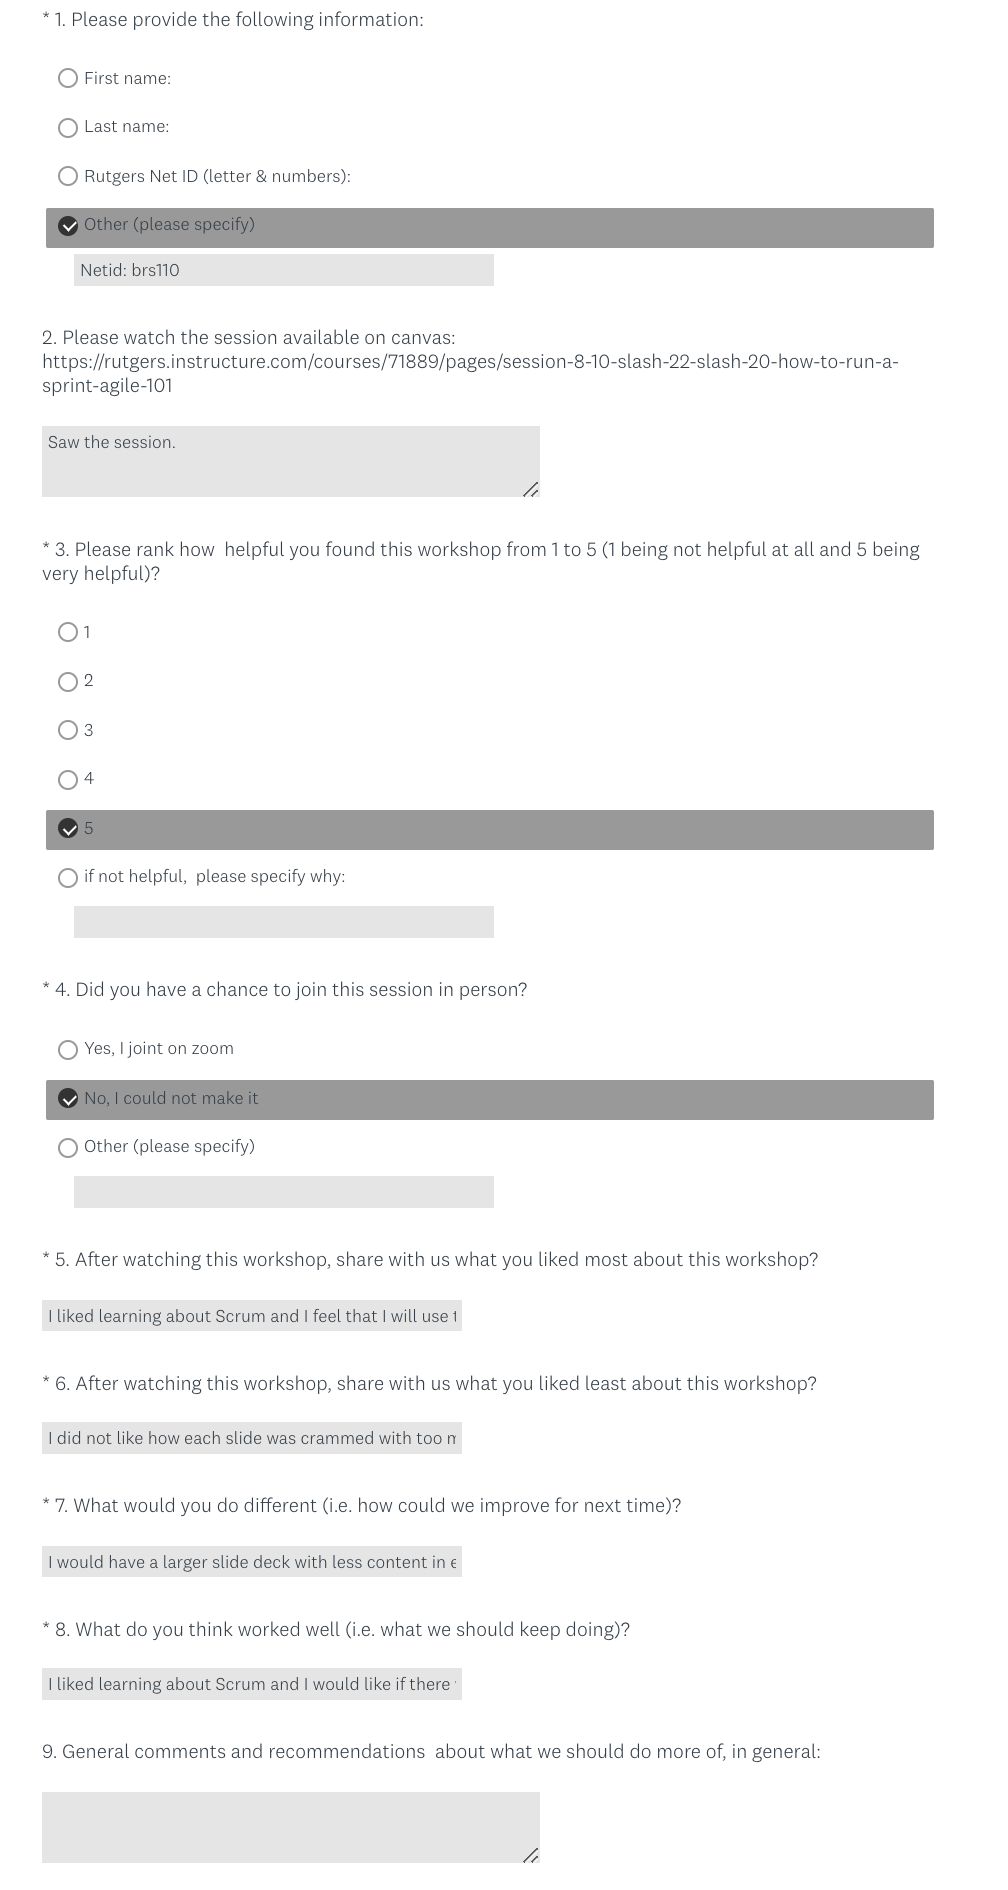 * 1. Please provide the following information:
First name:
Last name:
Rutgers Net ID (letter & numbers):
Other (please specify)
Netid: brs110
2. Please watch the session available on canvas:
https://rutgers.instructure.com/courses/71889/pages/session-8-10-slash-22-slash-20-how-to-run-a-
sprint-agile-101
Saw the session.
* 3. Please rank how  helpful you found this workshop from 1 to 5 (1 being not helpful at all and 5 being
very helpful)?
1
2
3
4
5
if not helpful,  please specify why:
* 4. Did you have a chance to join this session in person?
Yes, I joint on zoom
No, I could not make it
Other (please specify)
* 5. After watching this workshop, share with us what you liked most about this workshop?
I liked learning about Scrum and I feel that I will use
* 6. After watching this workshop, share with us what you liked least about this workshop?
I did not like how each slide was crammed with too
* 7. What would you do different (i.e. how could we improve for next time)?
I would have a larger slide deck with less content in
* 8. What do you think worked well (i.e. what we should keep doing)?
I liked learning about Scrum and I would like if there
9. General comments and recommendations  about what we should do more of, in general: